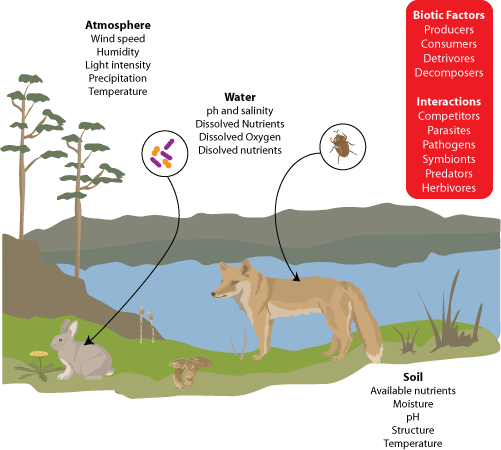 Atmosphere
Wind speed
Humidity
Light intensity
Precipitation
Temperature
Water
ph and salinity
Dissolved Nutrients
Dissolved Oxygen
Disolved nutrients
Biotic Factors
Producers
Consumers
Detrivores
Decomposers
Interactions
Competitors
Parasites
Pathogens
Symbionts
Predators
Herbivores
Soil
Available nutrients
Moisture
pH
Structure
Temperature